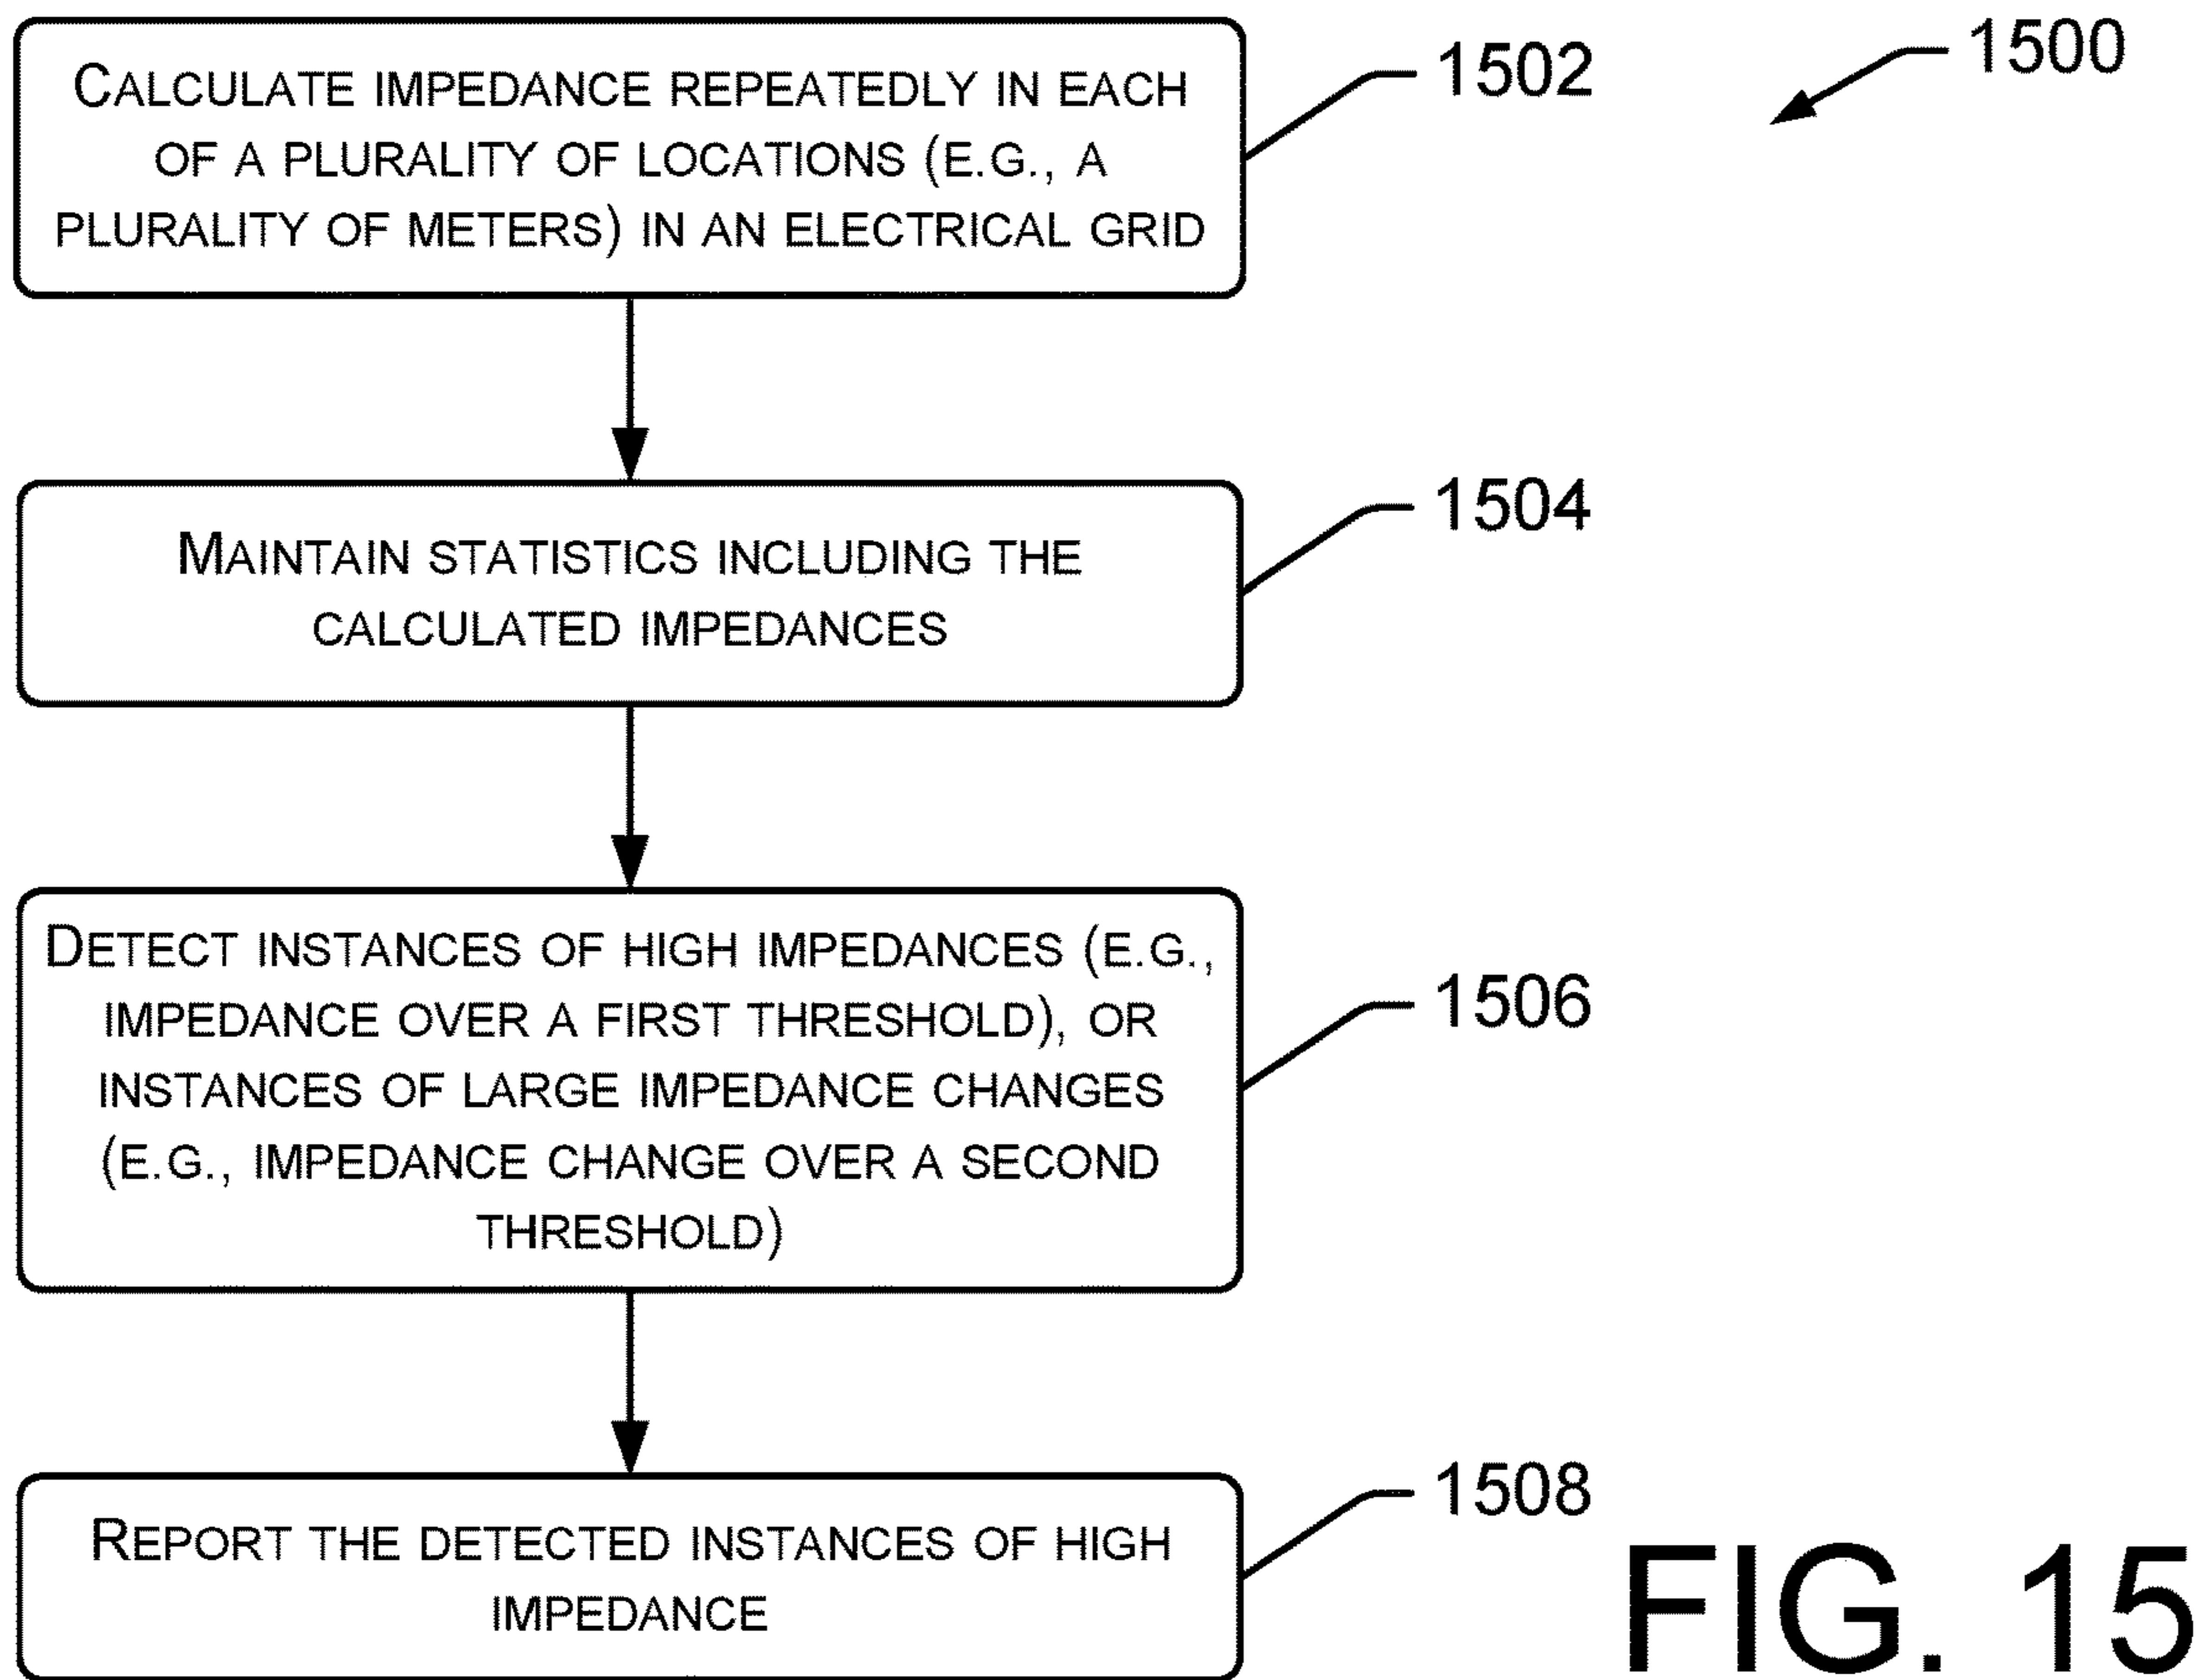 CALCULATE IMPEDANCE REPEATEDLY IN EACH
OF A PLURALITY OF LOCATIONS (E.G., A
PLURALITY OF METERS) IN AN ELECTRICAL GRID
1502
1500
MAINTAIN STATISTICS INCLUDING THE
CALCULATED IMPEDANCES
1504
DETECT INSTANCES OF HIGH IMPEDANCES (E.G.,
IMPEDANCE OVER A FIRST THRESHOLD), OR
INSTANCES OF LARGE IMPEDANCE CHANGES
(E.G., IMPEDANCE CHANGE OVER A SECOND
THRESHOLD)
1506
REPORT THE DETECTED INSTANCES OF HIGH
IMPEDANCE
1508
FIG. 15